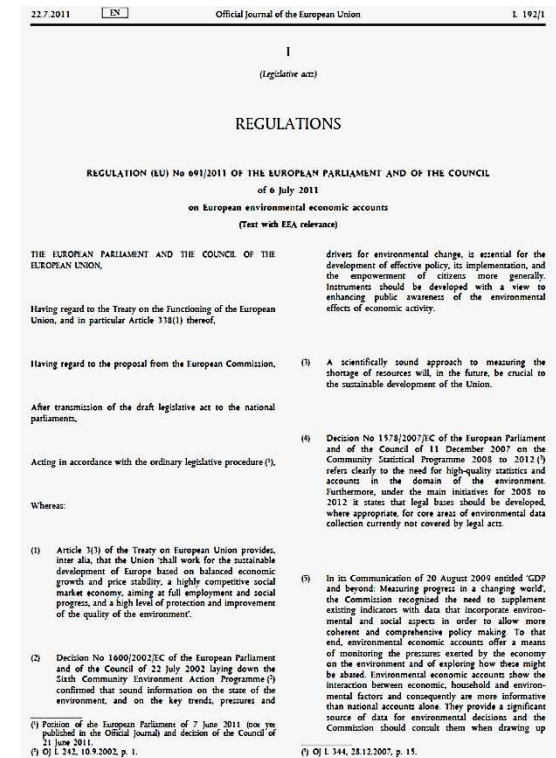 22.7.2011 EN Official Journal of the European Union L 192/1
I
(Legislative acts)
REGULATIONS
REGULATION (EU) No 691/2011 OF THE EUROPEAN PARLIAMENT AND OF THE COUNCIL
of 6 July 2011
on European environmental economic accounts
(Text with EEA relevance)
THE EUROPEAN PARLIAMENT AND THE COUNCIL OF THE
EUROPEAN UNION,
Having regard to the Treaty on the Functioning of the European
Union, and in particular Article 338(1) thereof,
Having regard to the proposal from the European Commission,
After transmission of the draft legislative act to the national
parliaments,
Acting in accordance with the ordinary legislative procedure (¹),
Whereas:
(1) Article 3(3) of the Treaty on European Union provides,
inter alia, that the Union 'shall work for the sustainable
development of Europe based on balanced economic
growth and price stability, a highly competitive social
market economy, aiming at full employment and social
progress, and a high level of protection and improvement
of the quality of the environment'.
(2) Decision No 1600/2002/EC of the European Parliament
and of the Council of 22 July 2002 laying down the
Sixth Community Environment Action Programme (²)
confirmed that sound information on the state of the
environment, and on the key trends, pressures and
(¹) Position of the European Parliament of 7 June 2011 (not yet
published in the Official Journal) and decision of the Council of
21 June 2011.
(²) OJ L 242, 10.9.2002, p. 1.
drivers for environmental change, is essential for the
development of effective policy, its implementation, and
the empowerment of citizens more generally.
Instruments should be developed with a view to
enhancing public awareness of the environmental
effects of economic activity.
(3) A scientifically sound approach to measuring the
shortage of resources will, in the future, be crucial to
the sustainable development of the Union.
(4) Decision No 1578/2007/EC of the European Parliament
and of the Council of 11 December 2007 on the
Community Statistical Programme 2008 to 2012 (³)
refers clearly to the need for high-quality statistics and
accounts in the domain of the environment.
Furthermore, under the main initiatives for 2008 to
2012 it states that legal bases should be developed,
where appropriate, for core areas of environmental data
collection currently not covered by legal acts.
(5) In its Communication of 20 August 2009 entitled 'GDP
and beyond: Measuring progress in a changing world',
the Commission recognised the need to supplement
existing indicators with data that incorporate environ-
mental and social aspects in order to allow more
coherent and comprehensive policy making. To that
end, environmental economic accounts offer a means
of monitoring the pressures exerted by the economy
on the environment and of exploring how these might
be abated. Environmental economic accounts show the
interaction between economic, household and environ-
mental factors and consequently are more informative
than national accounts alone. They provide a significant
source of data for environmental decisions and the
Commission should consult them when drawing up
(³) OJ L 344, 28.12.2007, p. 15.